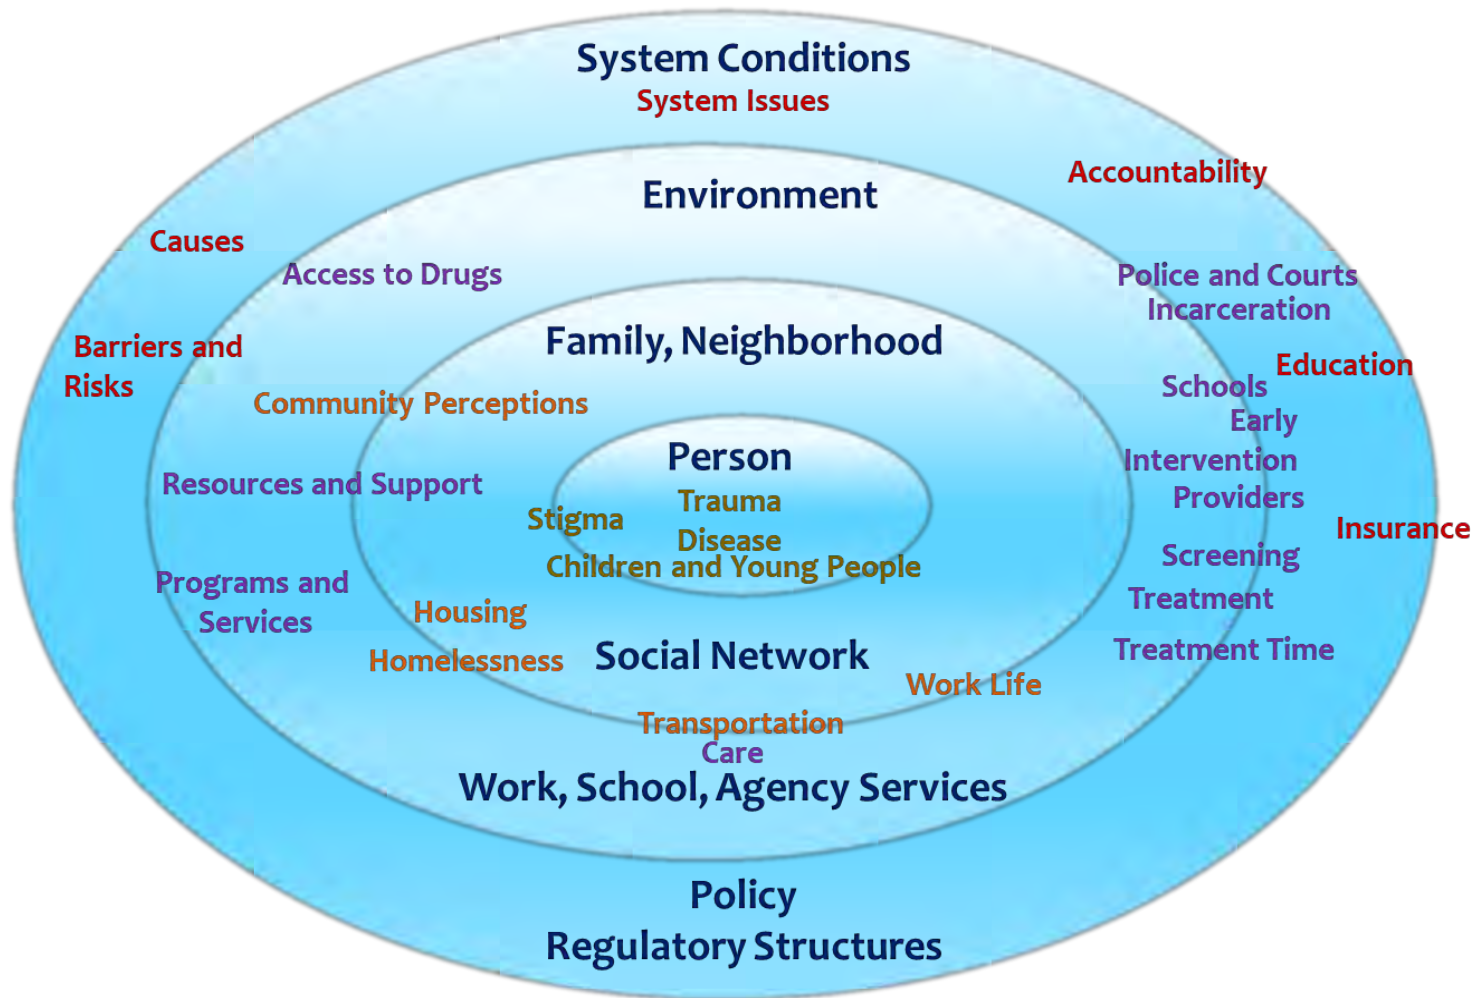 System Conditions
System Issues
Accountability
Environment
Causes
Access to Drugs
Police and Courts
Incarceration
Family, Neighborhood
Barriers and
Risks
Education
Schools
Community Perceptions
Early
Intervention
Person
Resources and Support
Providers
Trauma
Stigma
Insurance
Disease
Screening
Children and Young People
Programs and
Services
Treatment
Housing
Treatment Time
Homelessness
Social Network
Work Life
Transportation
Care
Work, School, Agency Services
Policy
Regulatory Structures